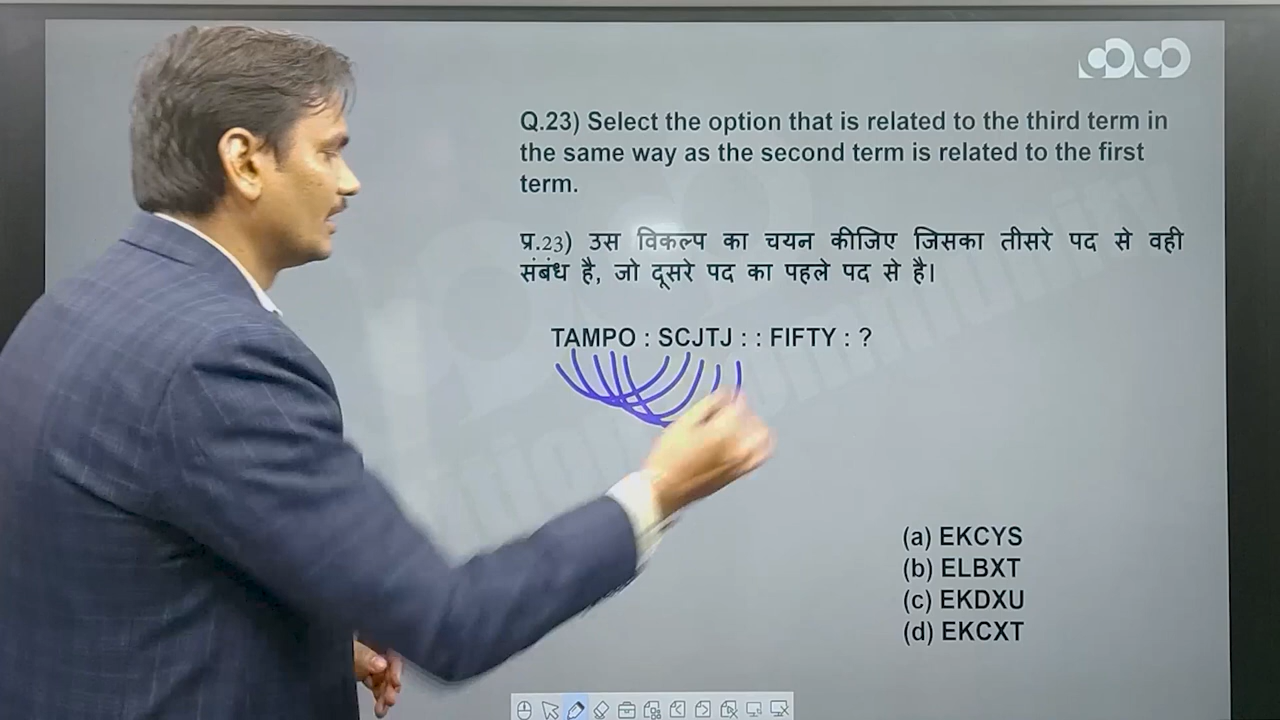 Q.23) Select the option that is related to the third term in
the same way as the second term is related to the first
term.
प्र.23) उस विकल्प का चयन कीजिए जिसका तीसरे पद से वही
संबंध है, जो दूसरे पद का पहले पद से है।
TAMPO : SCJTJ : : FIFTY : ?
(a) EKCYS
(b) ELBXT
(c) EKDXU
(d) EKCXT